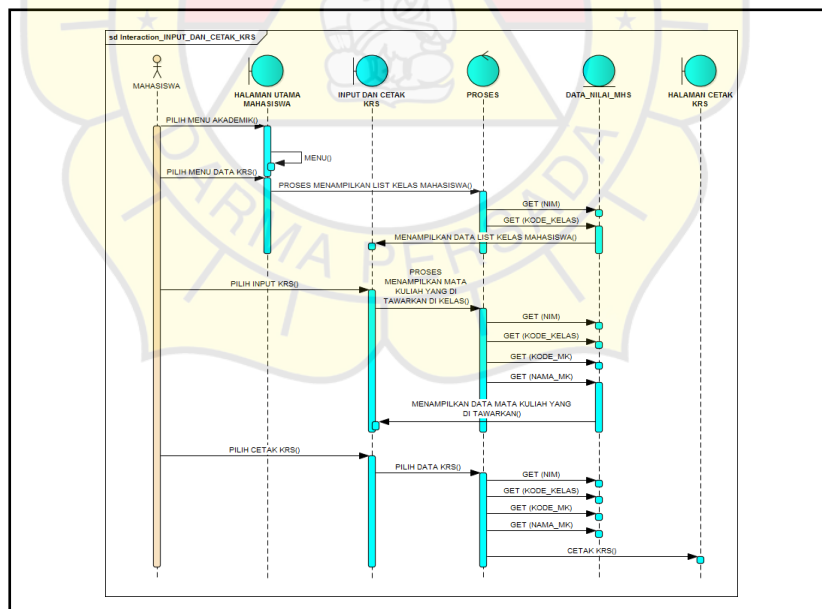 sd Interaction_INPUT_DAN_CETAK_KRS
MAHASISWA
HALAMAN UTAMA
MAHASISWA
INPUT DAN CETAK
KRS
PROSES
DATA_NILAI_MHS
HALAMAN CETAK
KRS
PILIH MENU AKADEMIK()
MENU()
PILIH MENU DATA KRS()
PROSES MENAMPILKAN LIST KELAS MAHASISWA()
GET (NIM)
GET (KODE_KELAS)
MENAMPILKAN DATA LIST KELAS MAHASISWA()
PILIH INPUT KRS()
PROSES
MENAMPILKAN MATA
KULIAH YANG DI
TAWARKAN DI KELAS()
GET (NIM)
GET (KODE_KELAS)
GET (KODE_MK)
GET (NAMA_MK)
MENAMPILKAN DATA MATA KULIAH YANG
DI TAWARKAN()
PILIH CETAK KRS()
PILIH DATA KRS()
GET (NIM)
GET (KODE_KELAS)
GET (KODE_MK)
GET (NAMA_MK)
CETAK KRS()
DARMA PERSADA